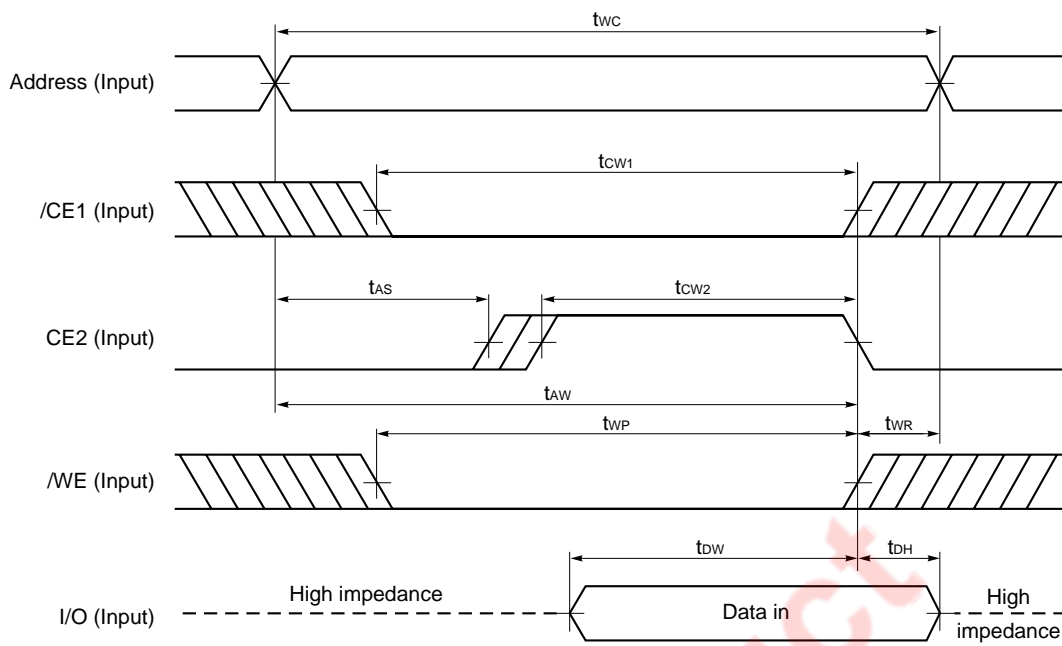 tWC
Address (Input)
tCW1
/CE1 (Input)
tAS
tCW2
CE2 (Input)
tAW
tWP
tWR
/WE (Input)
tDW
tDH
High impedance
Data in
High
impedance
I/O (Input)